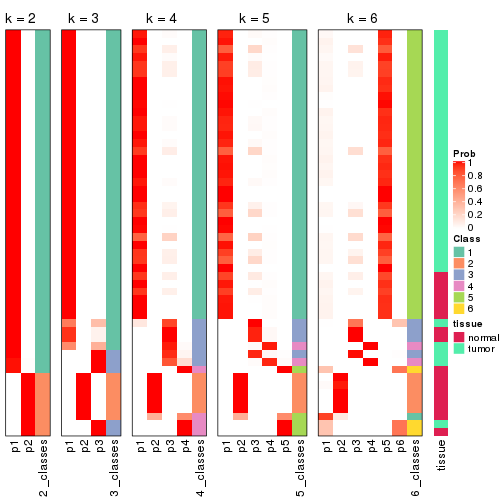 k = 2
k = 3
k = 4
k = 5
k = 6
Prob
1
0.8
0.6
0.4
0.2
0
Class
1
2
3
4
5
6
tissue
normal
tumor
p1
p2
2_classes
p1
p2
p3
3_classes
p1
p2
p3
p4
4_classes
p1
p2
p3
p4
p5
5_classes
p1
p2
p3
p4
p5
p6
6_classes
tissue